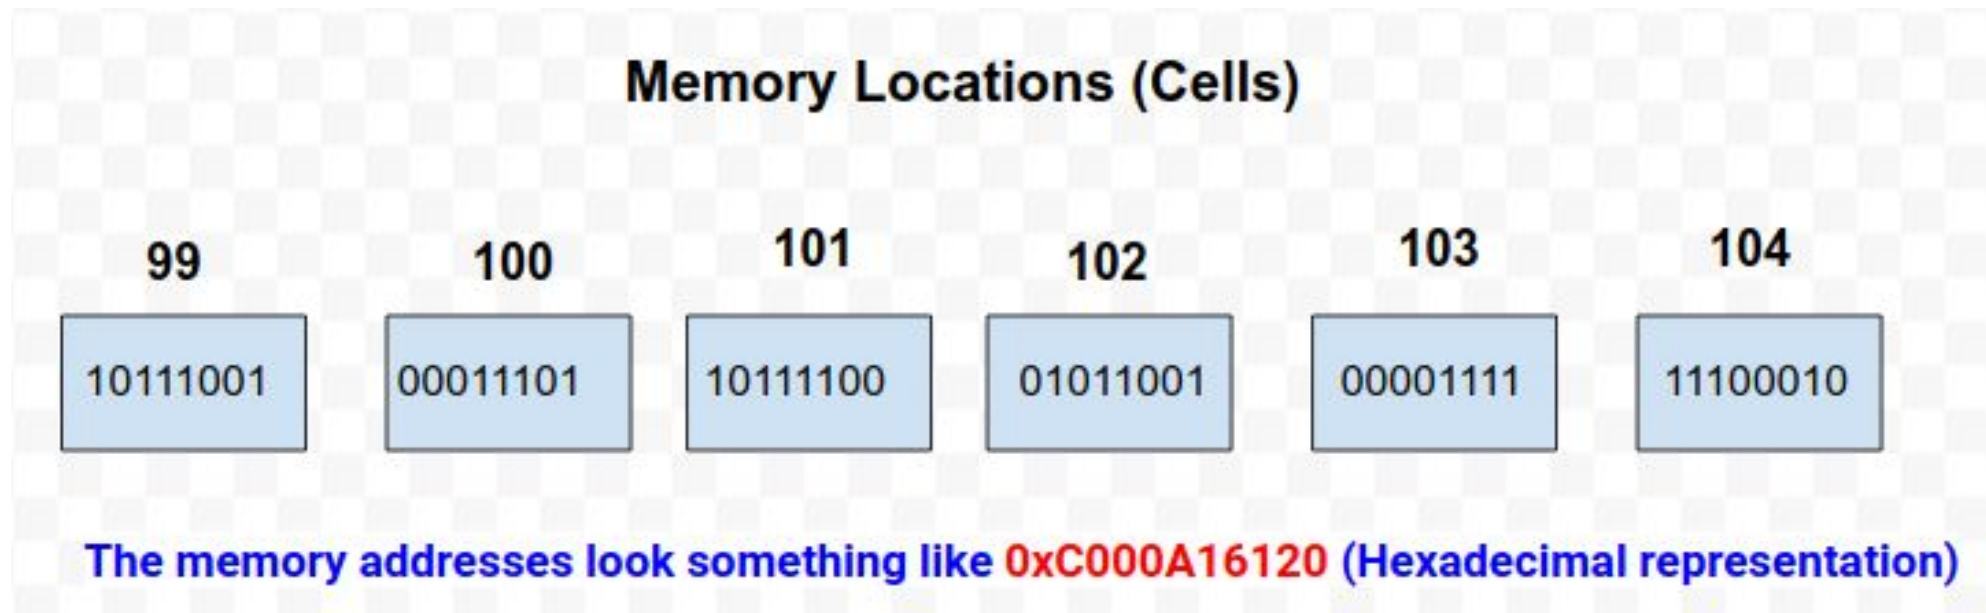 Memory Locations (Cells)
99 100 101 102 103 104
10111001 00011101 10111100 01011001 00001111 11100010
The memory addresses look something like 0xC000A16120 (Hexadecimal representation)